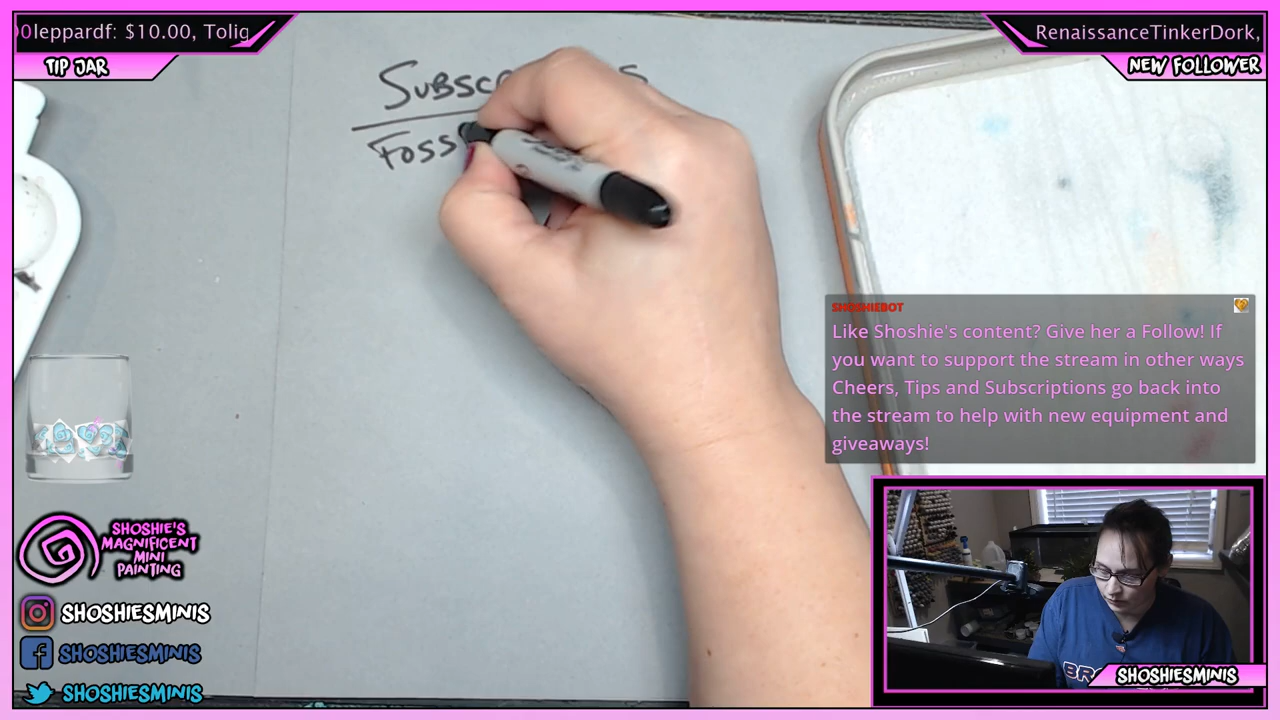 0leppardf: $10.00, Tolig
TIP JAR
RenaissanceTinkerDork,
NEW FOLLOWER
SHOSHIEBOT
Like Shoshie's content? Give her a Follow! If
you want to support the stream in other ways
Cheers, Tips and Subscriptions go back into
the stream to help with new equipment and
giveaways!
SHOSHIE'S
MAGNIFICENT
MINI
PAINTING
SHOSHIESMINIS
SHOSHIESMINIS
SHOSHIESMINIS
SHOSHIESMINIS